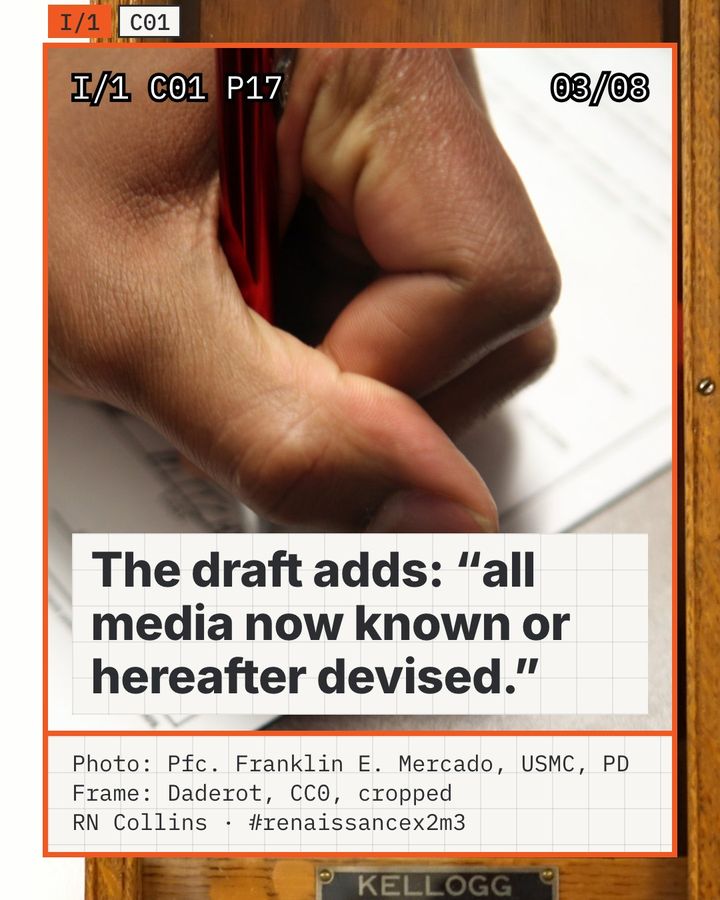 I/1 C01
I/1 C01 P17 03/08
The draft adds: “all
media now known or
hereafter devised.”
Photo: Pfc. Franklin E. Mercado, USMC, PD
Frame: Daderot, CC0, cropped
RN Collins · #renaissancex2m3
KELLOGG